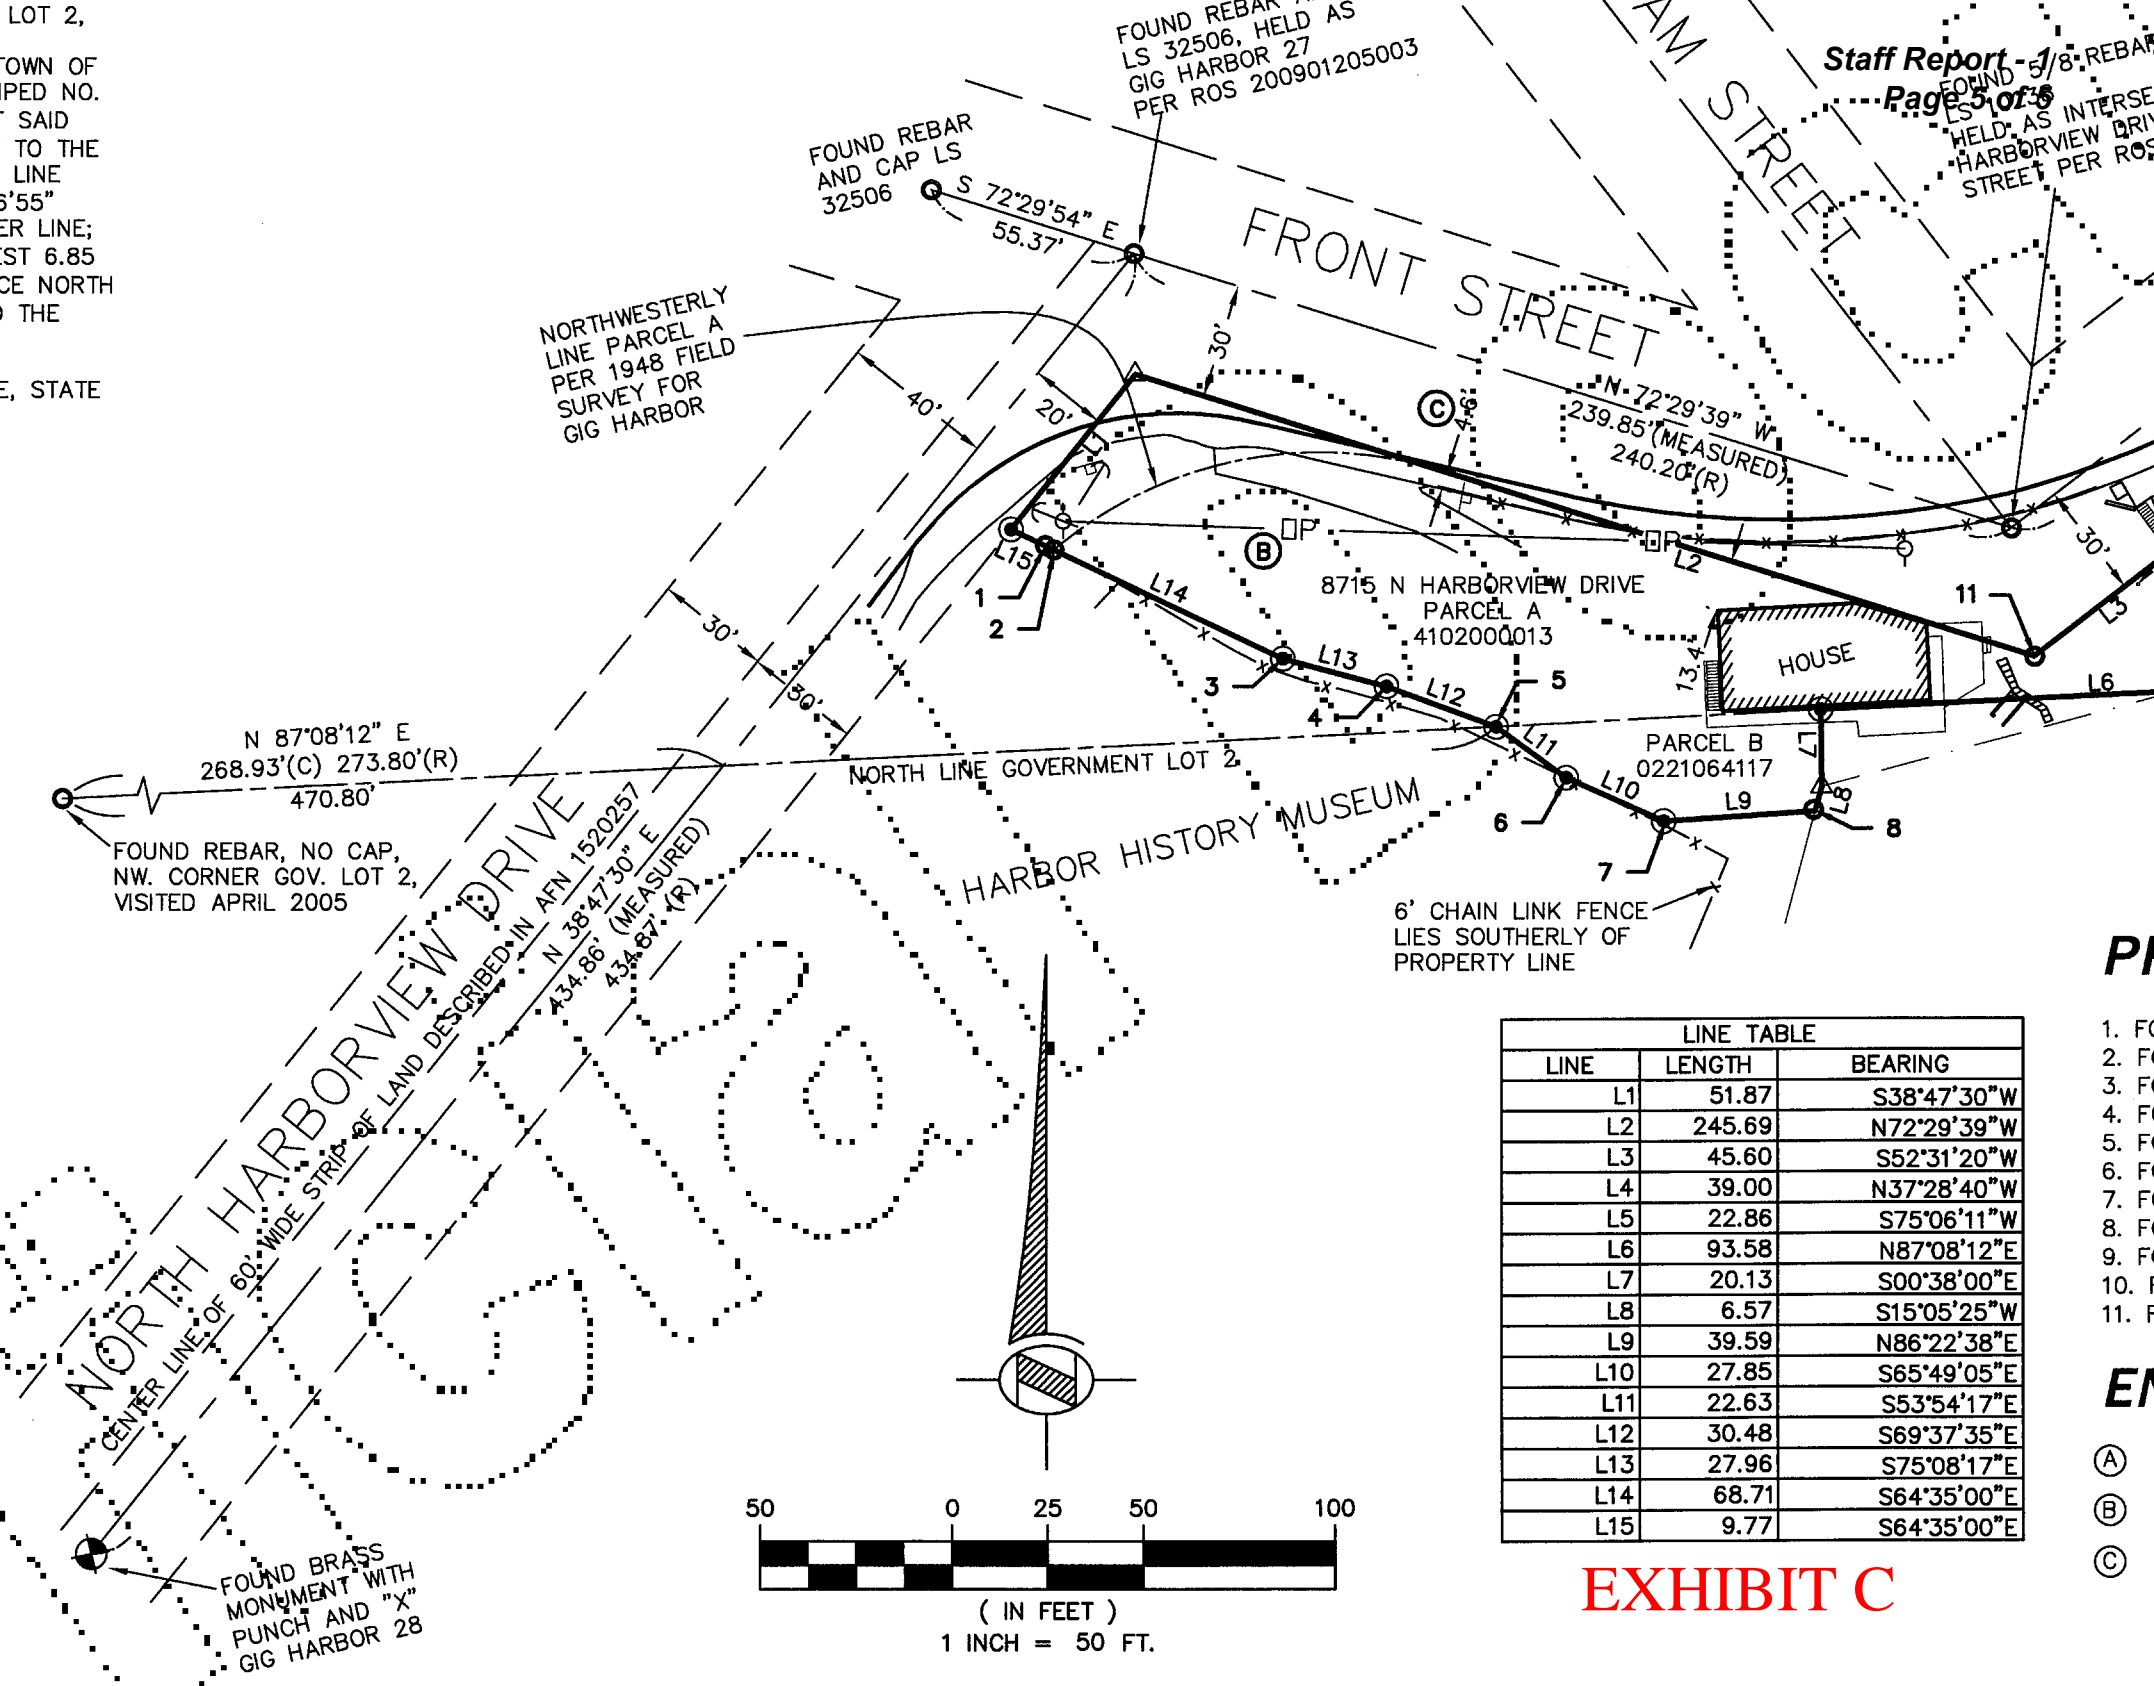 LOT 2,
TOWN OF
NO.
SAID
TO THE
LINE
LINE;
6.85
NORTH
THE
STATE
FOUND REBAR
LS 32506, HELD AS
GIG HARBOR 27
PER ROS 200901205003
FOUND REBAR
AND CAP LS
32506
S 72°29'54" E
55.37'
STREET
Staff Report - 1
Page 5 of 5
FOUND 5/8 REBAR
LS
HELD AS
HARBORVIEW
STREET PER ROS
FRONT STREET
NORTHWESTERLY
LINE PARCEL A
PER 1948 FIELD
SURVEY FOR
GIG HARBOR
40'
20'
30'
L1
C
4.6'
N 72°29'39" W
239.85'(MEASURED)
240.20'(R)
30'
B
OP
OP
L2
L15
1
2
L14
8715 N HARBORVIEW DRIVE
PARCEL A
4102000013
11
L3
3
L13
4
L12
5
13.4'
HOUSE
L6
30'
30'
N 87°08'12" E
268.93'(C) 273.80'(R)
470.80'
NORTH LINE GOVERNMENT LOT 2
L11
PARCEL B
0221064117
L7
L8
L10
L9
6
7
8
HARBOR HISTORY MUSEUM
FOUND REBAR, NO CAP,
NW. CORNER GOV. LOT 2,
VISITED APRIL 2005
6' CHAIN LINK FENCE
LIES SOUTHERLY OF
PROPERTY LINE
NORTH HARBORVIEW DRIVE
CENTER LINE OF 60' WIDE STRIP OF LAND DESCRIBED IN AFN 1520257
N 38°47'30" E
434.86' (MEASURED)
434.87' (R)
LINE TABLE
LINE LENGTH BEARING
L1 51.87 S38°47'30"W
L2 245.69 N72°29'39"W
L3 45.60 S52°31'20"W
L4 39.00 N37°28'40"W
L5 22.86 S75°06'11"W
L6 93.58 N87°08'12"E
L7 20.13 S00°38'00"E
L8 6.57 S15°05'25"W
L9 39.59 N86°22'38"E
L10 27.85 S65°49'05"E
L11 22.63 S53°54'17"E
L12 30.48 S69°37'35"E
L13 27.96 S75°08'17"E
L14 68.71 S64°35'00"E
L15 9.77 S64°35'00"E
1.
2.
3.
4.
5.
6.
7.
8.
9.
10.
11.
A
B
C
50 0 25 50 100
( IN FEET )
1 INCH = 50 FT.
EXHIBIT C
FOUND BRASS
MONUMENT WITH
PUNCH AND "X"
GIG HARBOR 28